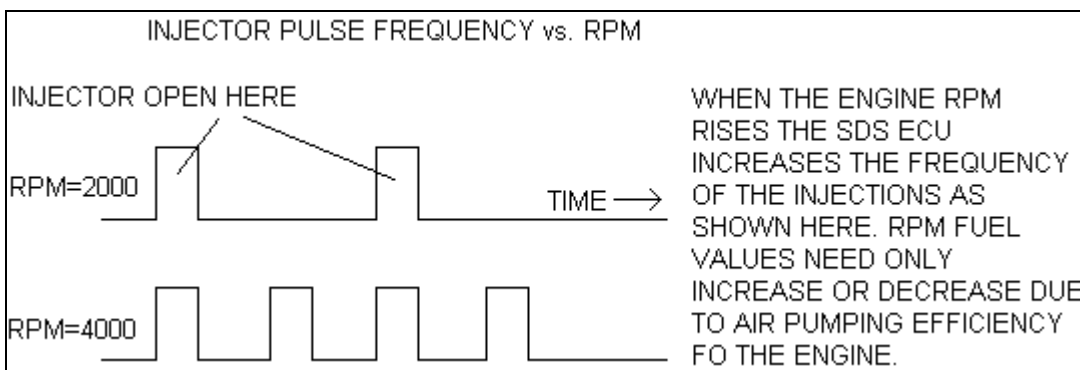 INJECTOR PULSE FREQUENCY vs. RPM
INJECTOR OPEN HERE
RPM=2000
TIME
RPM=4000
WHEN THE ENGINE RPM
RISES THE SDS ECU
INCREASES THE FREQUENCY
OF THE INJECTIONS AS
SHOWN HERE. RPM FUEL
VALUES NEED ONLY
INCREASE OR DECREASE DUE
TO AIR PUMPING EFFICIENCY
FO THE ENGINE.